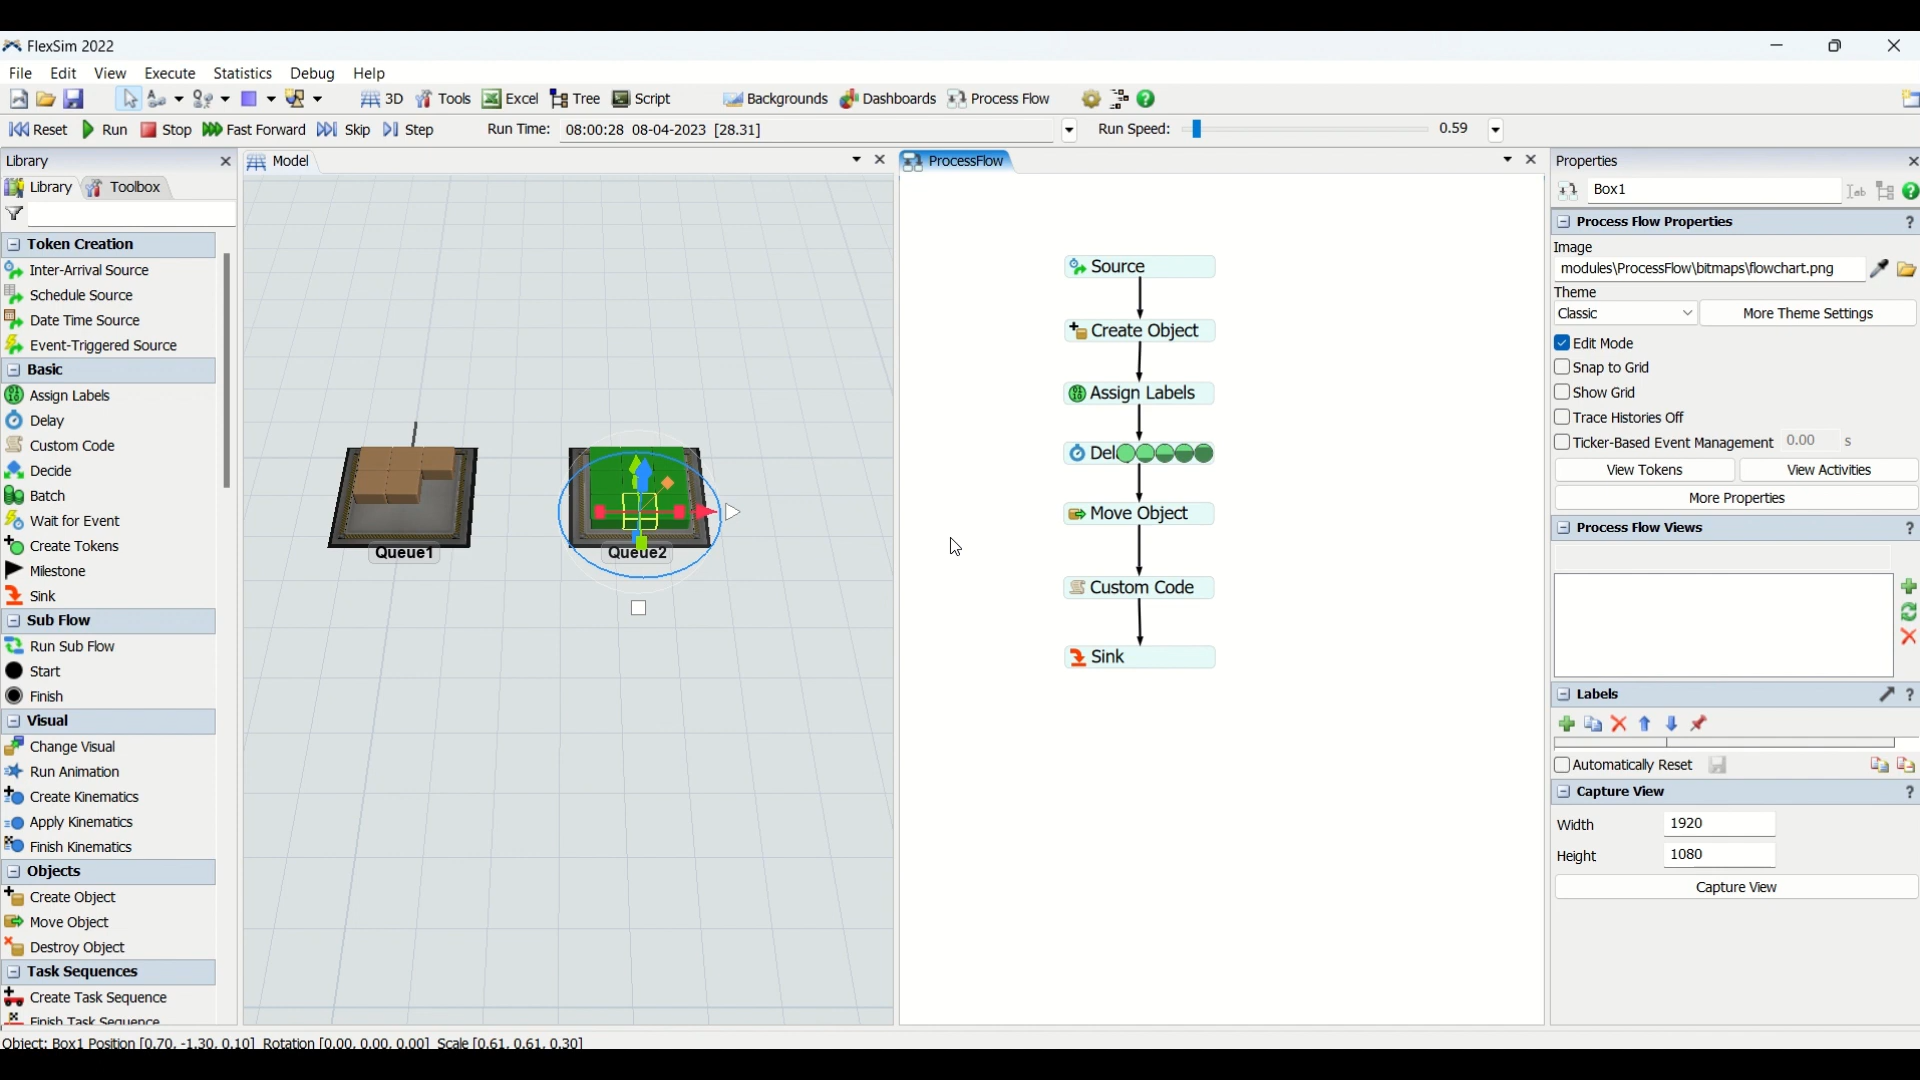 FlexSim 2022
File Edit View Execute Statistics Debug Help
3D Tools Excel Tree Script Backgrounds Dashboards Process Flow
Reset Run Stop Fast Forward Skip Step Run Time: 08:00:28 08-04-2023 [28.31] Run Speed: 0.59
Library
Library Toolbox
Token Creation
Inter-Arrival Source
Schedule Source
Date Time Source
Event-Triggered Source
Basic
Assign Labels
Delay
Custom Code
Decide
Batch
Wait for Event
Create Tokens
Milestone
Sink
Sub Flow
Run Sub Flow
Start
Finish
Visual
Change Visual
Run Animation
Create Kinematics
Apply Kinematics
Finish Kinematics
Objects
Create Object
Move Object
Destroy Object
Task Sequences
Create Task Sequence
Finish Task Sequence
Model
Queue1 Queue2
ProcessFlow
Source
Create Object
Assign Labels
Del
Move Object
Custom Code
Sink
Properties
Box1
Process Flow Properties ?
Image
modules\ProcessFlow\bitmaps\flowchart.png
Theme
Classic More Theme Settings
Edit Mode
Snap to Grid
Show Grid
Trace Histories Off
Ticker-Based Event Management 0.00 s
View Tokens View Activities
More Properties
Process Flow Views ?
Labels ?
Automatically Reset
Capture View ?
Width 1920
Height 1080
Capture View
Object: Box1 Position [0.70, -1.30, 0.10] Rotation [0.00, 0.00, 0.00] Scale [0.61, 0.61, 0.30]